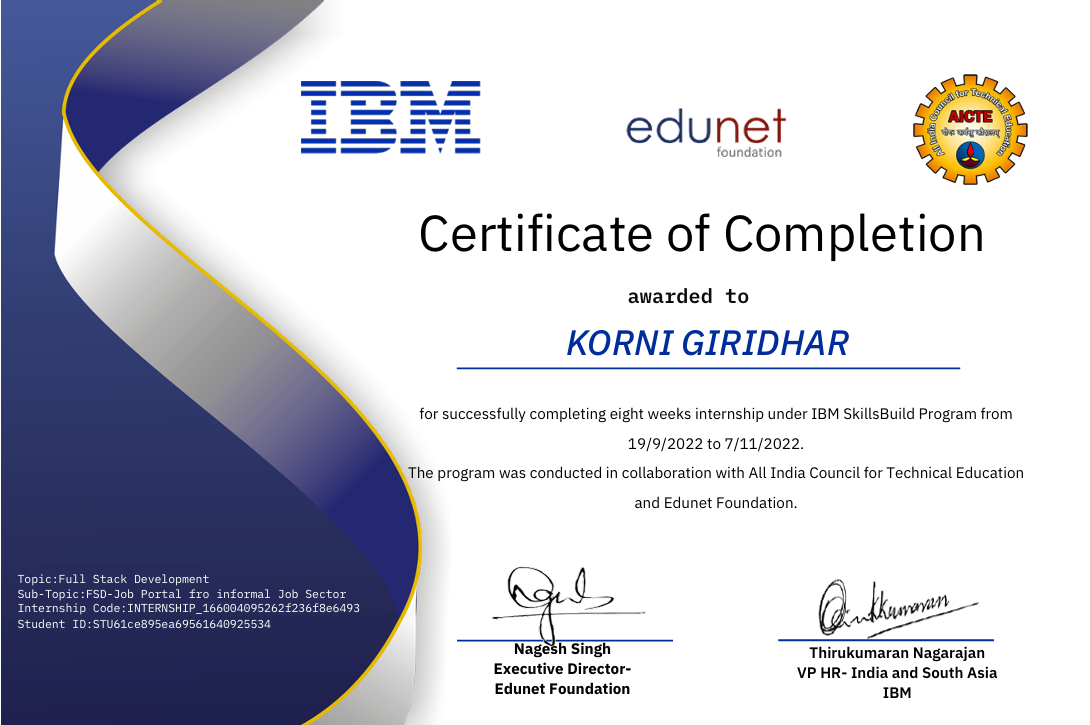 IBM
edunet
foundation
All India Council for Technical Education
AICTE
योगः कर्मसु कौशलम्
Certificate of Completion
awarded to
KORNI GIRIDHAR
for successfully completing eight weeks internship under IBM SkillsBuild Program from
19/9/2022 to 7/11/2022.
The program was conducted in collaboration with All India Council for Technical Education
and Edunet Foundation.
Topic:Full Stack Development
Sub-Topic:FSD-Job Portal fro informal Job Sector
Internship Code:INTERNSHIP_166004095262f236f8e6493
Student ID:STU61ce895ea69561640925534
Nagesh Singh
Executive Director-
Edunet Foundation
Thirukumaran Nagarajan
VP HR- India and South Asia
IBM